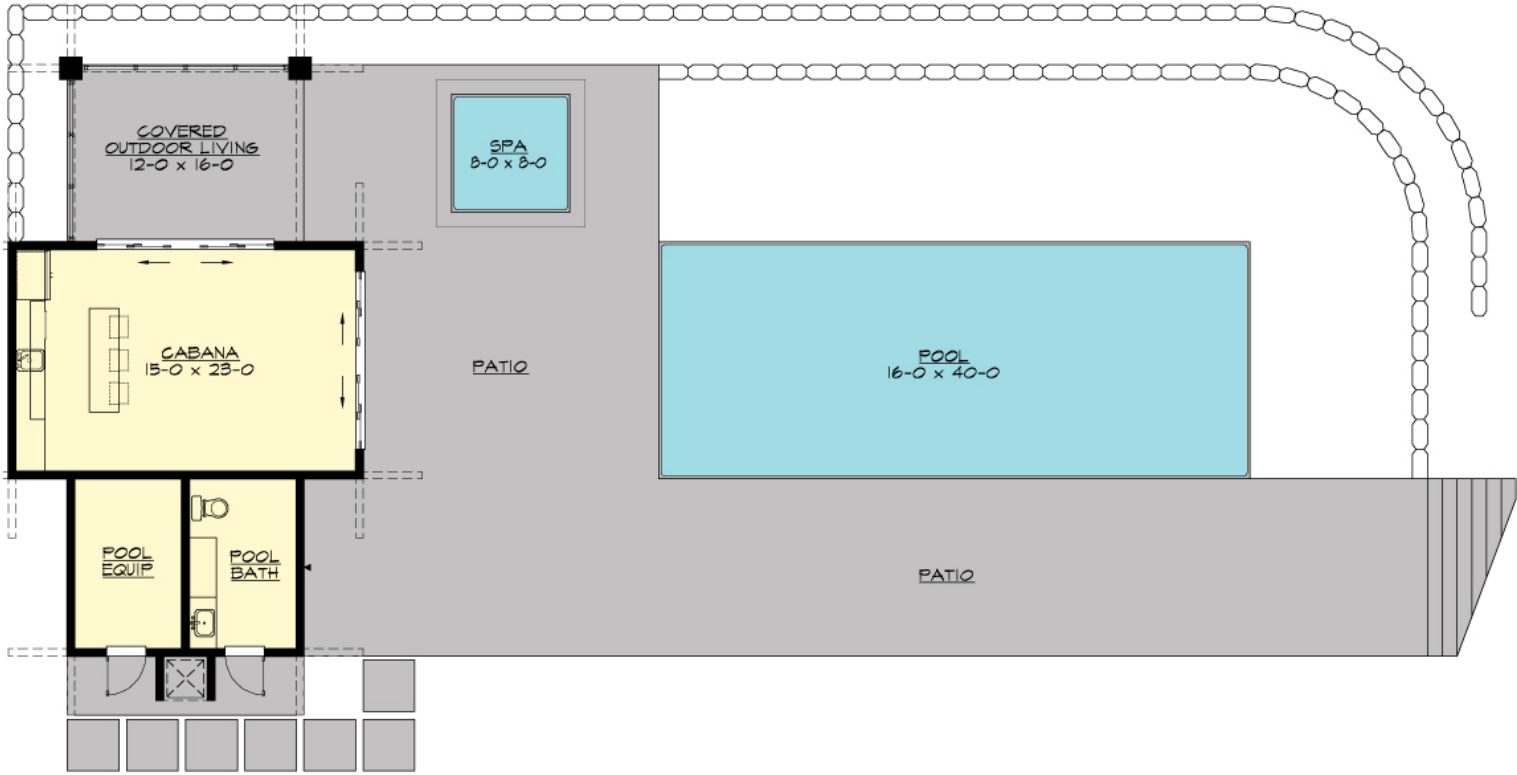 COVERED
OUTDOOR LIVING
12-0 x 16-0
SPA
8-0 x 8-0
CABANA
15-0 x 23-0
PATIO
POOL
16-0 x 40-0
POOL
EQUIP
POOL
BATH
PATIO